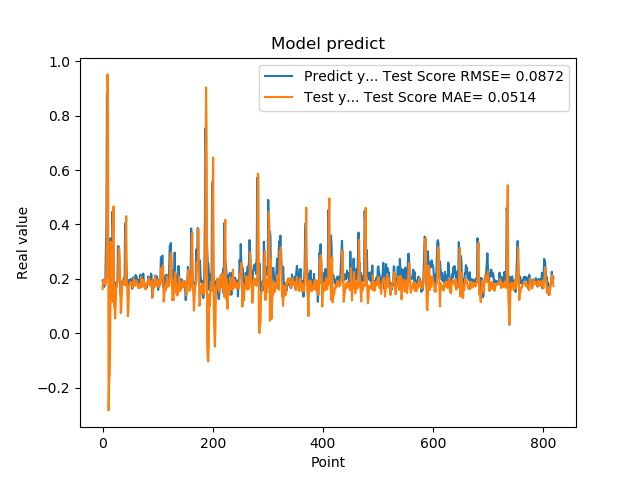 Model predict
Predict y... Test Score RMSE= 0.0872
Test y... Test Score MAE= 0.0514
1.0
0.8
0.6
0.4
0.2
0.0
−0.2
Real value
0 200 400 600 800
Point